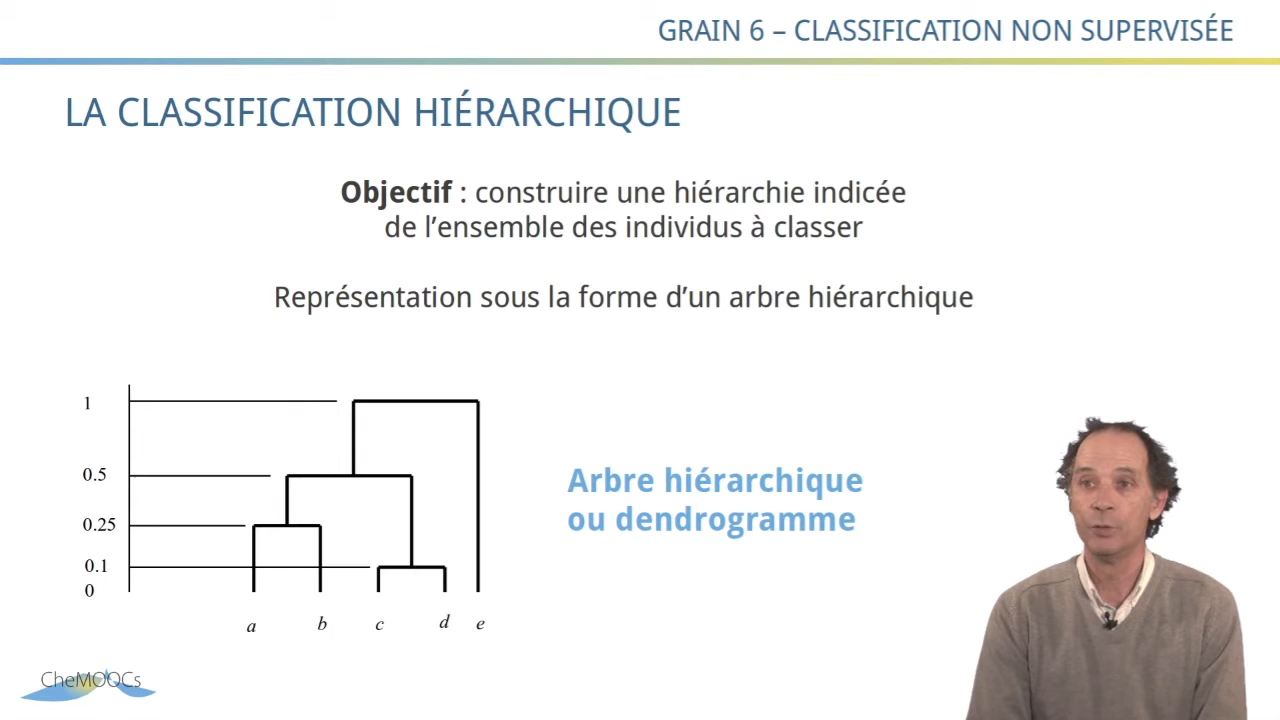 GRAIN 6 – CLASSIFICATION NON SUPERVISÉE
LA CLASSIFICATION HIÉRARCHIQUE
Objectif : construire une hiérarchie indicée
de l’ensemble des individus à classer
Représentation sous la forme d’un arbre hiérarchique
1
0.5
0.25
0.1
0
a b c d e
Arbre hiérarchique
ou dendrogramme
CheMOOCs